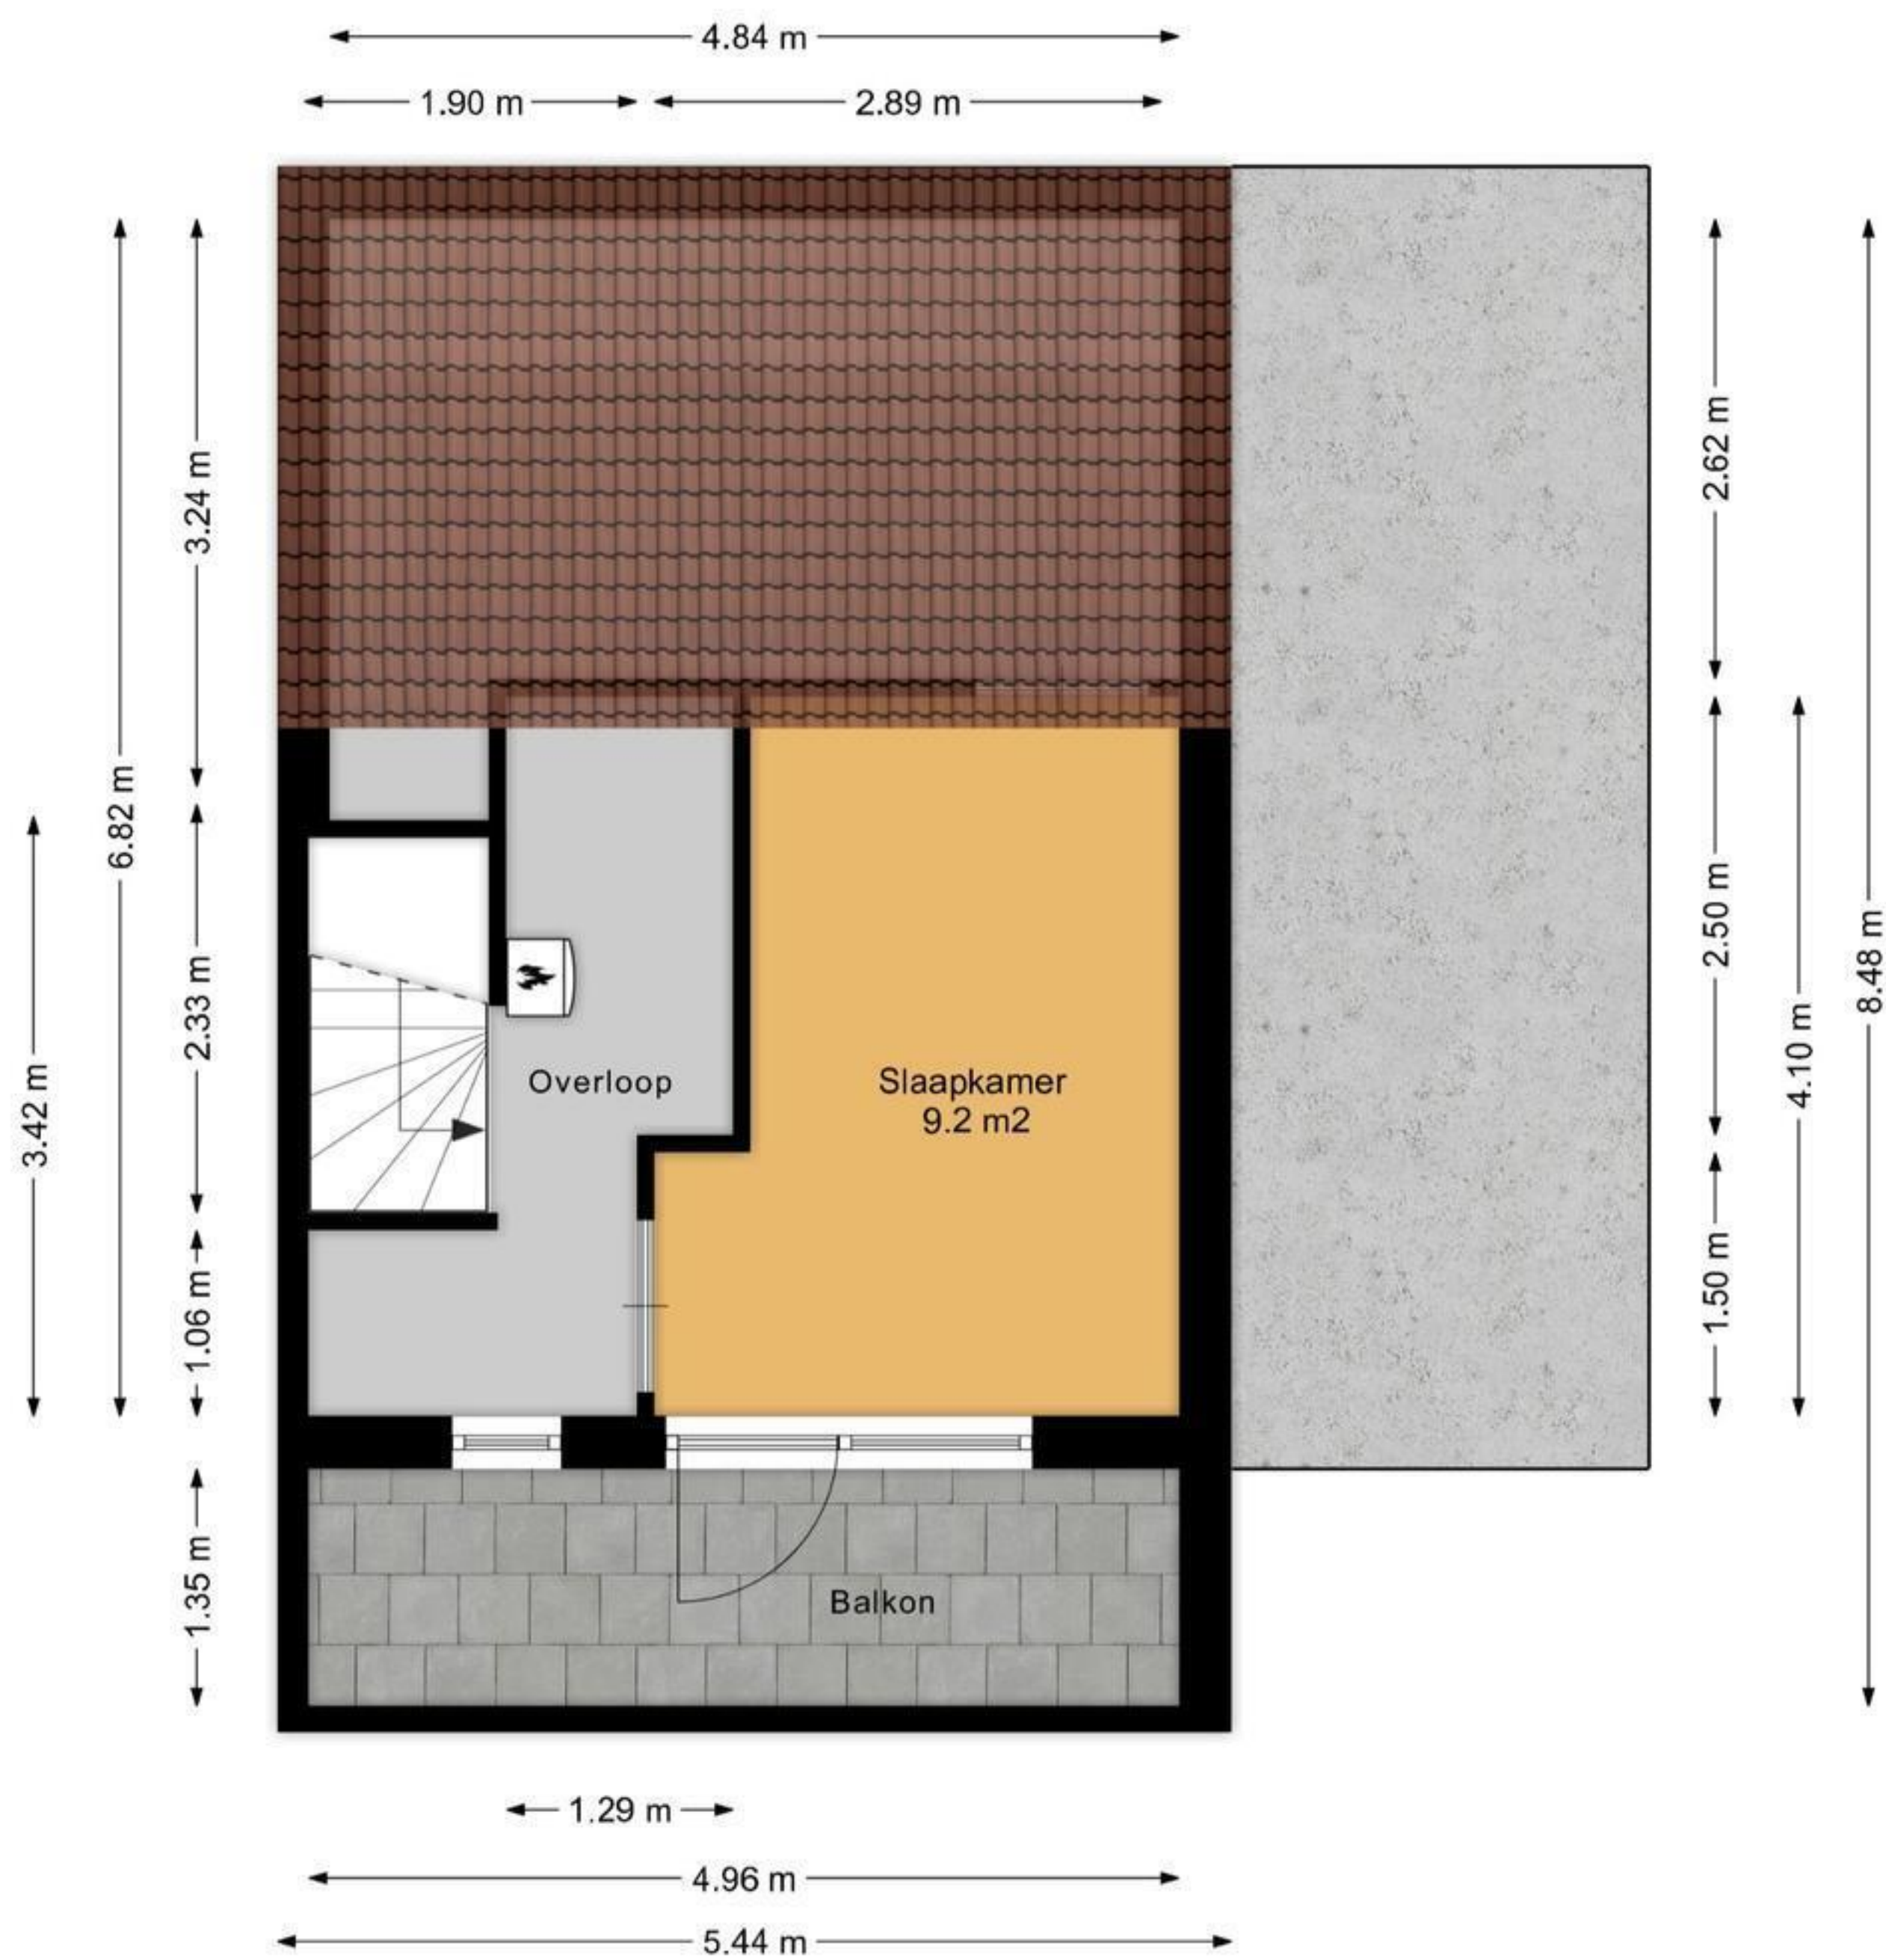 4.84 m
1.90 m
2.89 m
3.24 m
2.62 m
6.82 m
2.33 m
2.50 m
8.48 m
3.42 m
4.10 m
Overloop
Slaapkamer
9.2 m2
1.06 m
1.50 m
1.35 m
Balkon
1.29 m
4.96 m
5.44 m